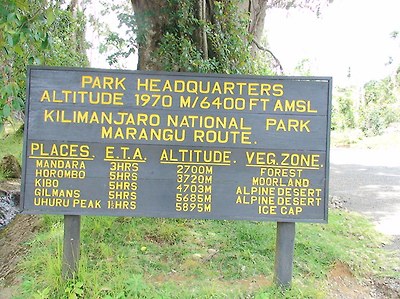 PARK HEADQUARTERS
ALTITUDE 1970 M/6400 FT AMSL
KILIMANJARO NATIONAL PARK
MARANGU ROUTE.
PLACES. E.T.A. ALTITUDE. VEG. ZONE.
MANDARA 3HRS 2700M FOREST
HOROMBO 5HRS 3720M MOORLAND
KIBO 5HRS 4703M ALPINE DESERT
GILMANS 5HRS 5685M ALPINE DESERT
UHURU PEAK HRS 5895M ICE CAP